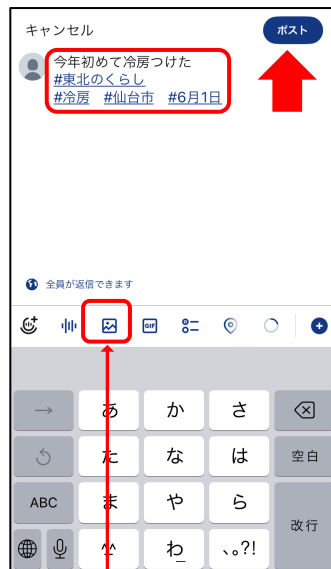 キャンセル
ポスト
今年初めて冷房つけた
#東北のくらし
#冷房 #仙台市 #6月1日
全員が返信できます
GIF
→ あ か さ
た な は 空白
ABC ま や ら
改行
^^ わ_ 、。?!